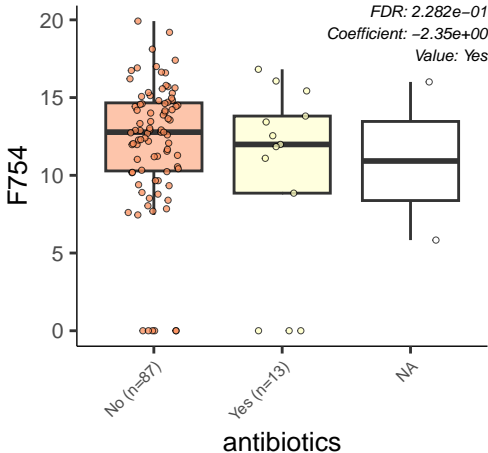 FDR: 2.282e−01
Coefficient: −2.35e+00
Value: Yes
20
15
10
5
0
F754
No (n=87)
Yes (n=13)
NA
antibiotics